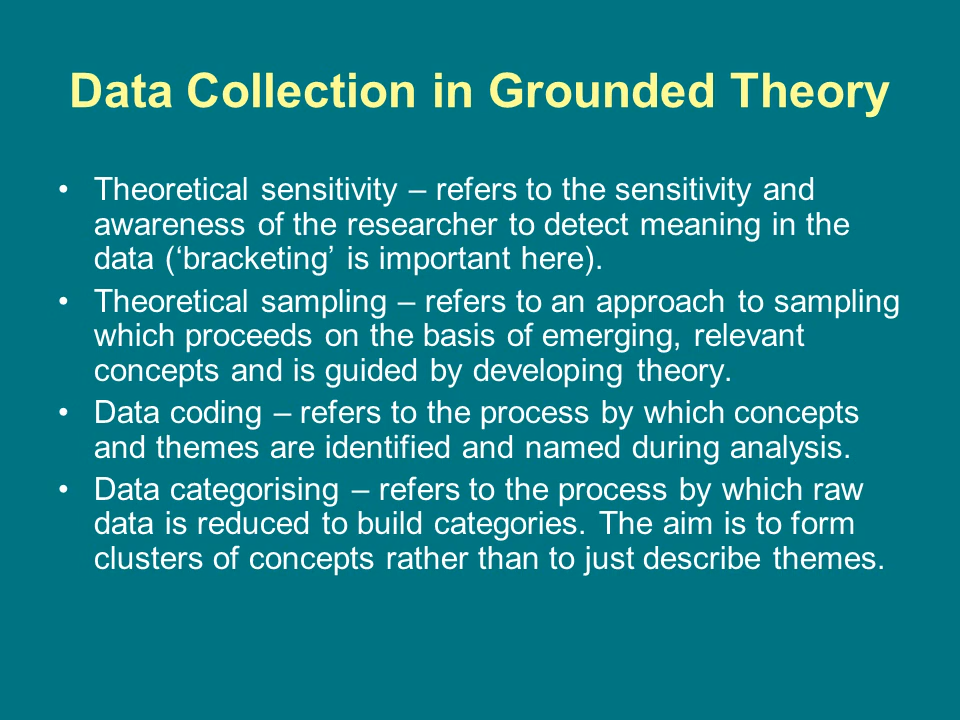 Data Collection in Grounded Theory
• Theoretical sensitivity – refers to the sensitivity and
awareness of the researcher to detect meaning in the
data (‘bracketing’ is important here).
• Theoretical sampling – refers to an approach to sampling
which proceeds on the basis of emerging, relevant
concepts and is guided by developing theory.
• Data coding – refers to the process by which concepts
and themes are identified and named during analysis.
• Data categorising – refers to the process by which raw
data is reduced to build categories. The aim is to form
clusters of concepts rather than to just describe themes.